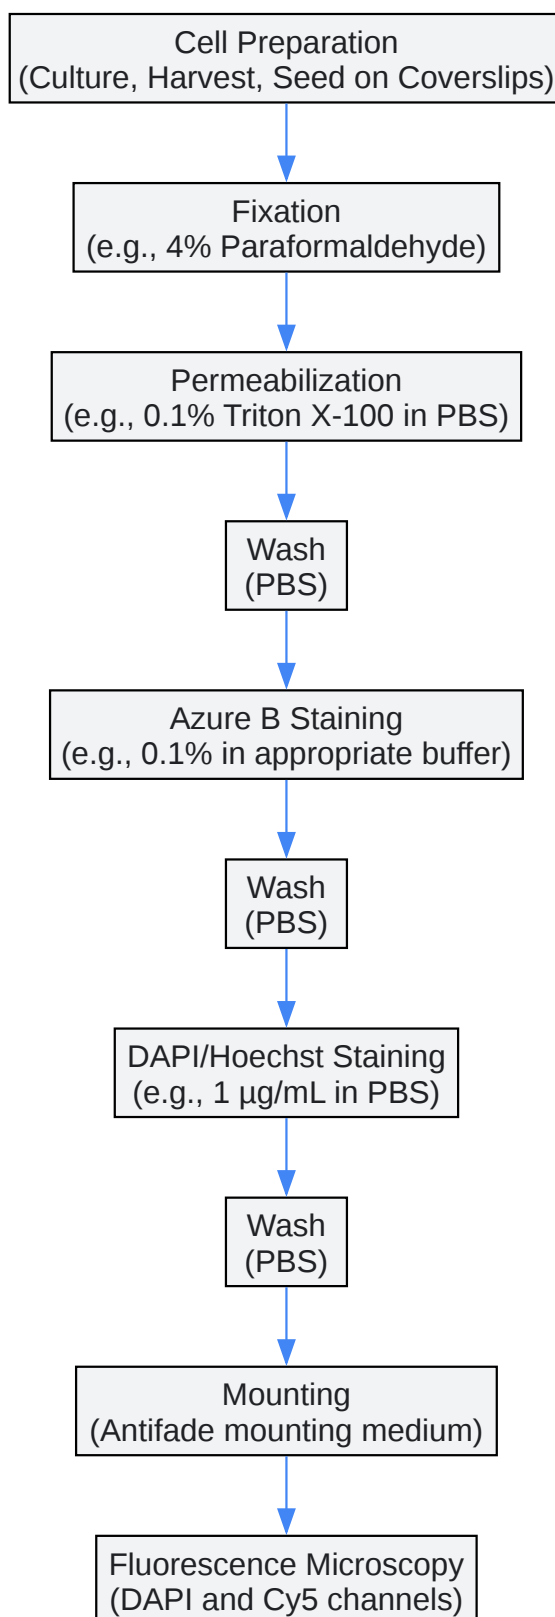 Cell Preparation
(Culture, Harvest, Seed on Coverslips)
Fixation
(e.g., 4% Paraformaldehyde)
Permeabilization
(e.g., 0.1% Triton X-100 in PBS)
Wash
(PBS)
Azure B Staining
(e.g., 0.1% in appropriate buffer)
Wash
(PBS)
DAPI/Hoechst Staining
(e.g., 1 µg/mL in PBS)
Wash
(PBS)
Mounting
(Antifade mounting medium)
Fluorescence Microscopy
(DAPI and Cy5 channels)